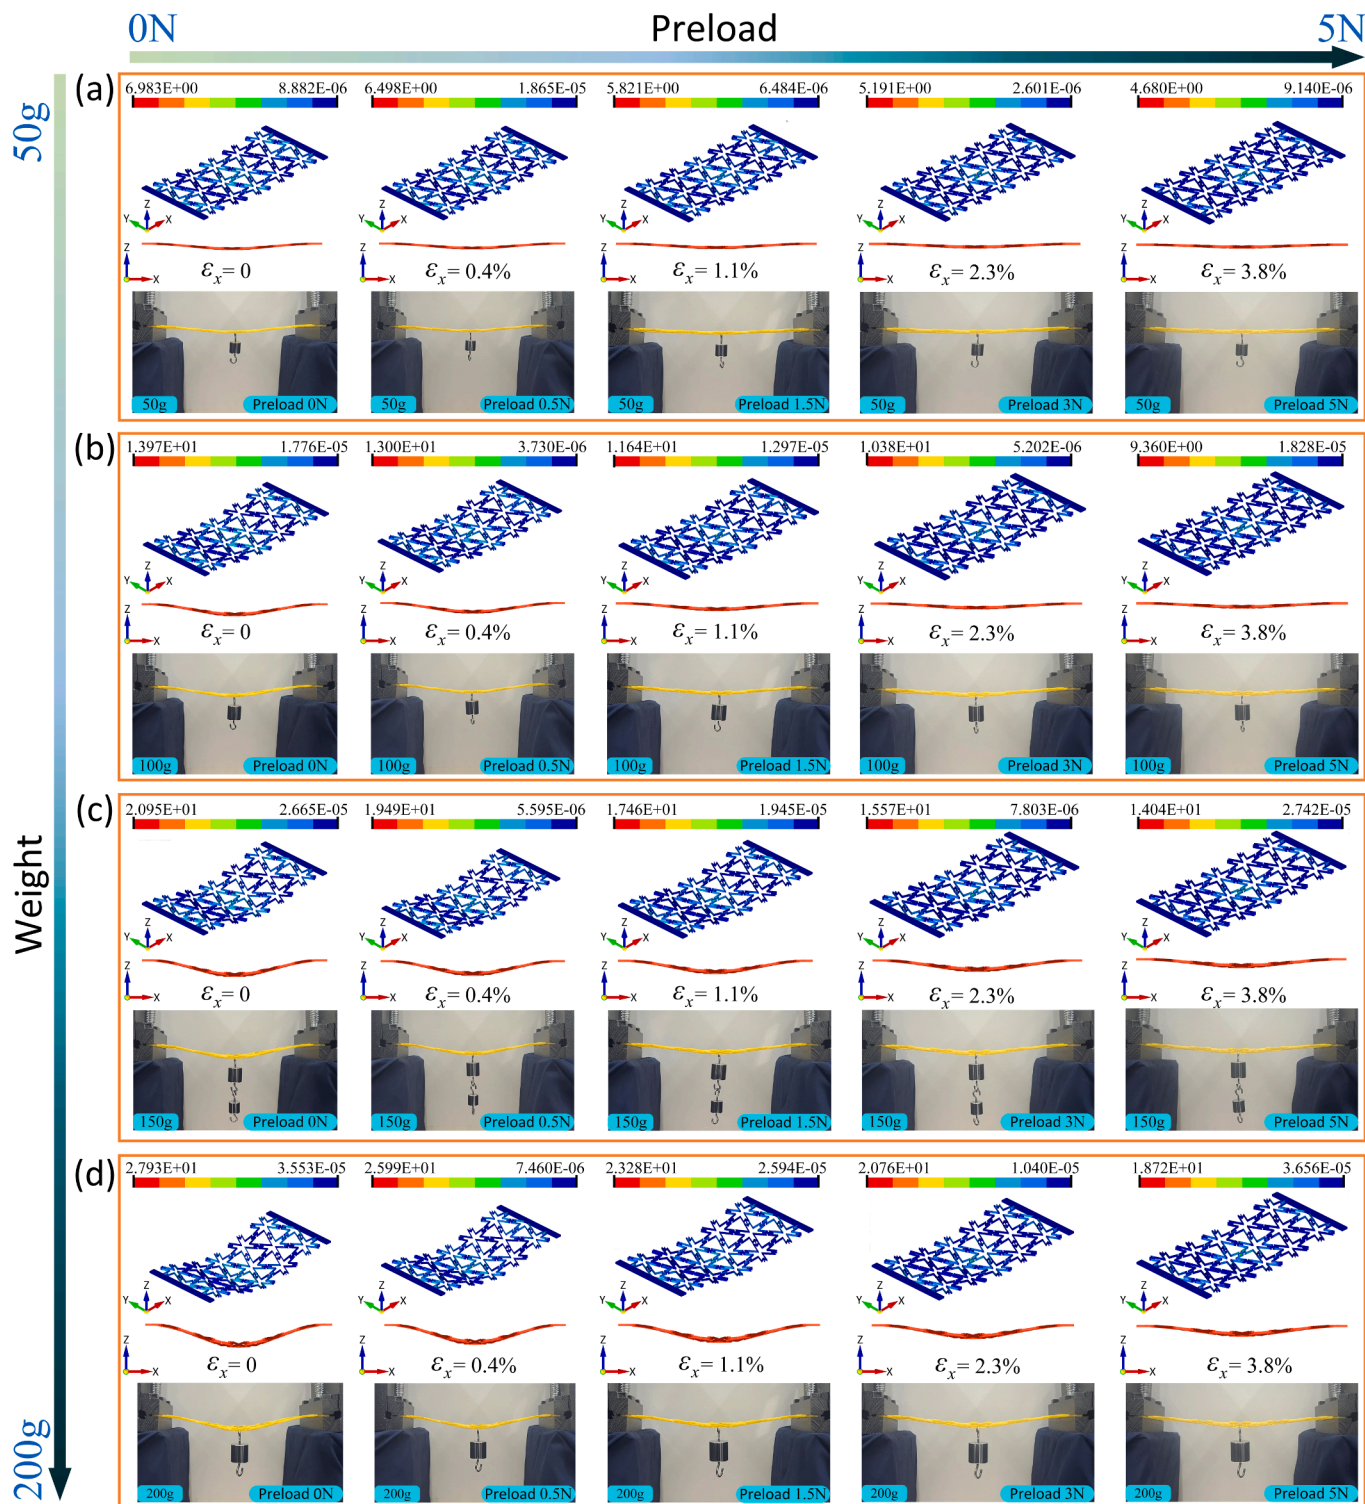 0N Preload 5N
50g
Weight
200g
(a)
6.983E+00 8.882E-06 6.498E+00 1.865E-05 5.821E+00 6.484E-06 5.191E+00 2.601E-06 4.680E+00 9.140E-06
Z Y X Z Y X Z Y X Z Y X Z Y X
Z X Z X Z X Z X Z X
εx= 0 εx= 0.4% εx= 1.1% εx= 2.3% εx= 3.8%
50g Preload 0N 50g Preload 0.5N 50g Preload 1.5N 50g Preload 3N 50g Preload 5N
(b)
1.397E+01 1.776E-05 1.300E+01 3.730E-06 1.164E+01 1.297E-05 1.038E+01 5.202E-06 9.360E+00 1.828E-05
Z Y X Z Y X Z Y X Z Y X Z Y X
Z X Z X Z X Z X Z X
εx= 0 εx= 0.4% εx= 1.1% εx= 2.3% εx= 3.8%
100g Preload 0N 100g Preload 0.5N 100g Preload 1.5N 100g Preload 3N 100g Preload 5N
(c)
2.095E+01 2.665E-05 1.949E+01 5.595E-06 1.746E+01 1.945E-05 1.557E+01 7.803E-06 1.404E+01 2.742E-05
Z Y X Z Y X Z Y X Z Y X Z Y X
Z X Z X Z X Z X Z X
εx= 0 εx= 0.4% εx= 1.1% εx= 2.3% εx= 3.8%
150g Preload 0N 150g Preload 0.5N 150g Preload 1.5N 150g Preload 3N 150g Preload 5N
(d)
2.793E+01 3.553E-05 2.599E+01 7.460E-06 2.328E+01 2.594E-05 2.076E+01 1.040E-05 1.872E+01 3.656E-05
Z Y X Z Y X Z Y X Z Y X Z Y X
Z X Z X Z X Z X Z X
εx= 0 εx= 0.4% εx= 1.1% εx= 2.3% εx= 3.8%
200g Preload 0N 200g Preload 0.5N 200g Preload 1.5N 200g Preload 3N 200g Preload 5N